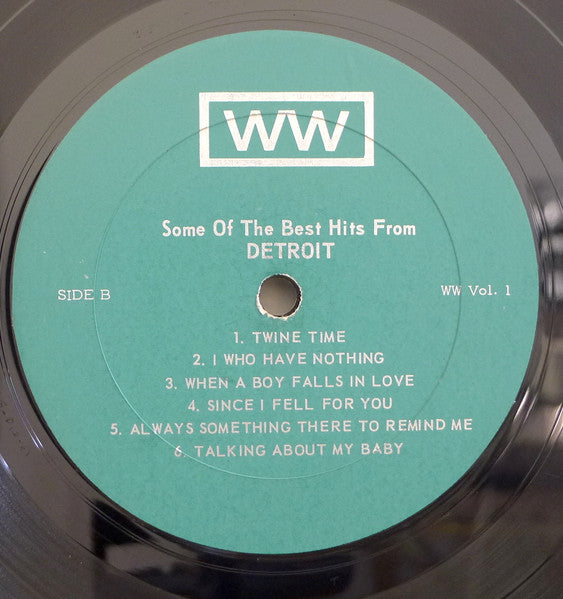 WW
Some Of The Best Hits From
DETROIT
SIDE B
WW Vol. 1
1. TWINE TIME
2. I WHO HAVE NOTHING
3. WHEN A BOY FALLS IN LOVE
4. SINCE I FELL FOR YOU
5. ALWAYS SOMETHING THERE TO REMIND ME
6. TALKING ABOUT MY BABY